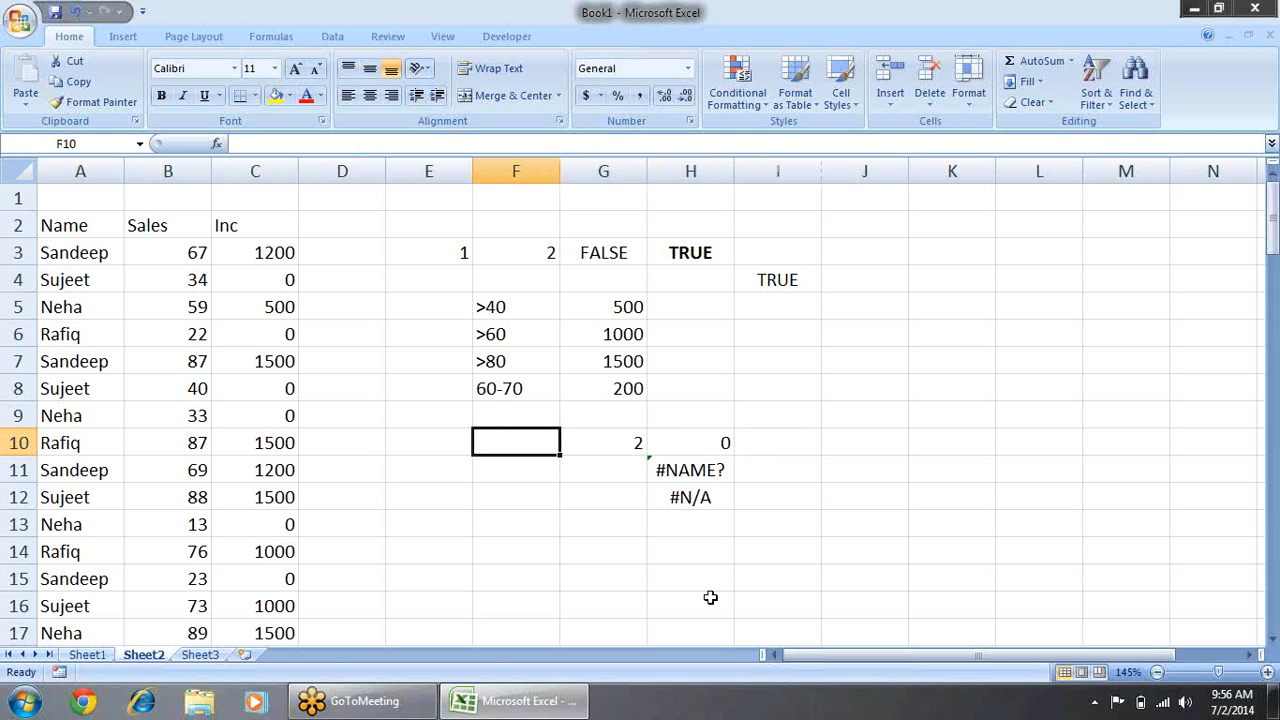 Book1 - Microsoft Excel
Home Insert Page Layout Formulas Data Review View Developer
Paste
Cut
Copy
Format Painter
Clipboard
Calibri 11
B I U
Font
Wrap Text
Merge & Center
Alignment
General
$ % ,
Number
Conditional Formatting
Format as Table
Cell Styles
Styles
Insert Delete Format
Cells
AutoSum
Fill
Clear
Sort & Filter
Find & Select
Editing
F10 fx
A B C D E F G H I J K L M N
1
2 Name Sales Inc
3 Sandeep 67 1200 1 2 FALSE TRUE
4 Sujeet 34 0 TRUE
5 Neha 59 500 >40 500
6 Rafiq 22 0 >60 1000
7 Sandeep 87 1500 >80 1500
8 Sujeet 40 0 60-70 200
9 Neha 33 0
10 Rafiq 87 1500 2 0
11 Sandeep 69 1200 #NAME?
12 Sujeet 88 1500 #N/A
13 Neha 13 0
14 Rafiq 76 1000
15 Sandeep 23 0
16 Sujeet 73 1000
17 Neha 89 1500
Sheet1 Sheet2 Sheet3
Ready 145%
GoToMeeting Microsoft Excel - ... 9:56 AM
7/2/2014